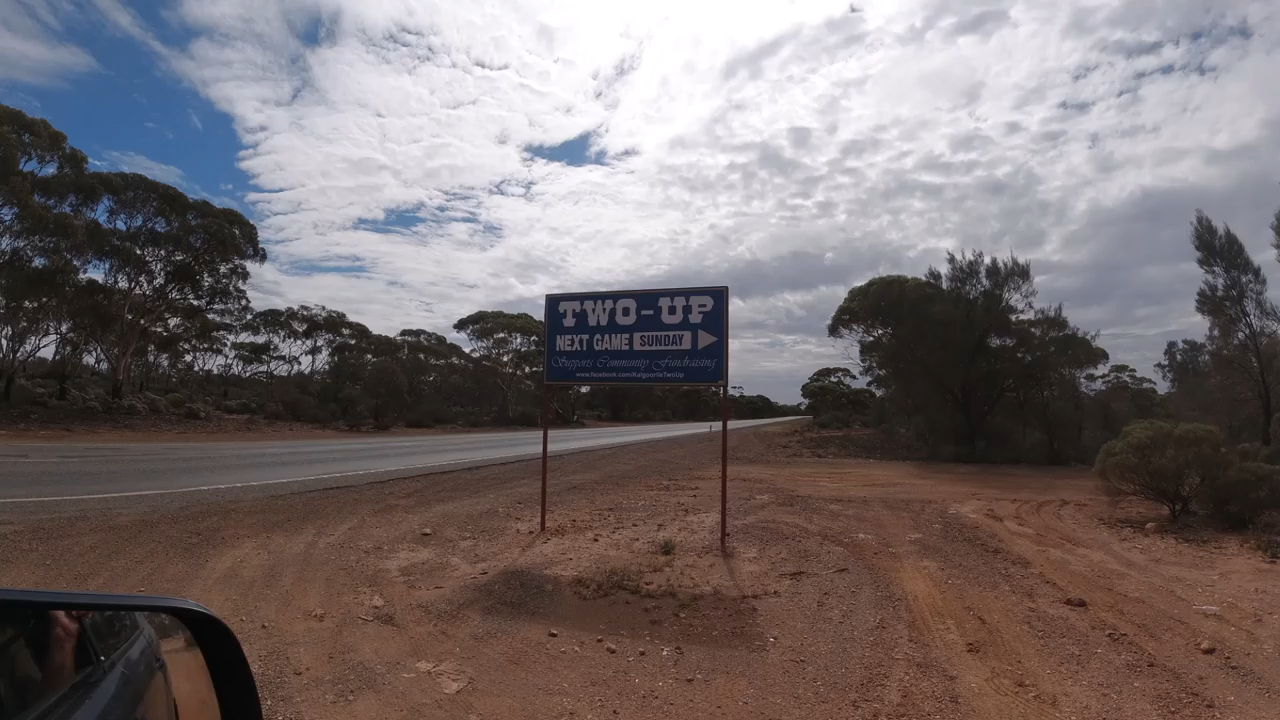 TWO-UP
NEXT GAME SUNDAY
Supports Community Fundraising
www.facebook.com/KalgoorlieTwoUp